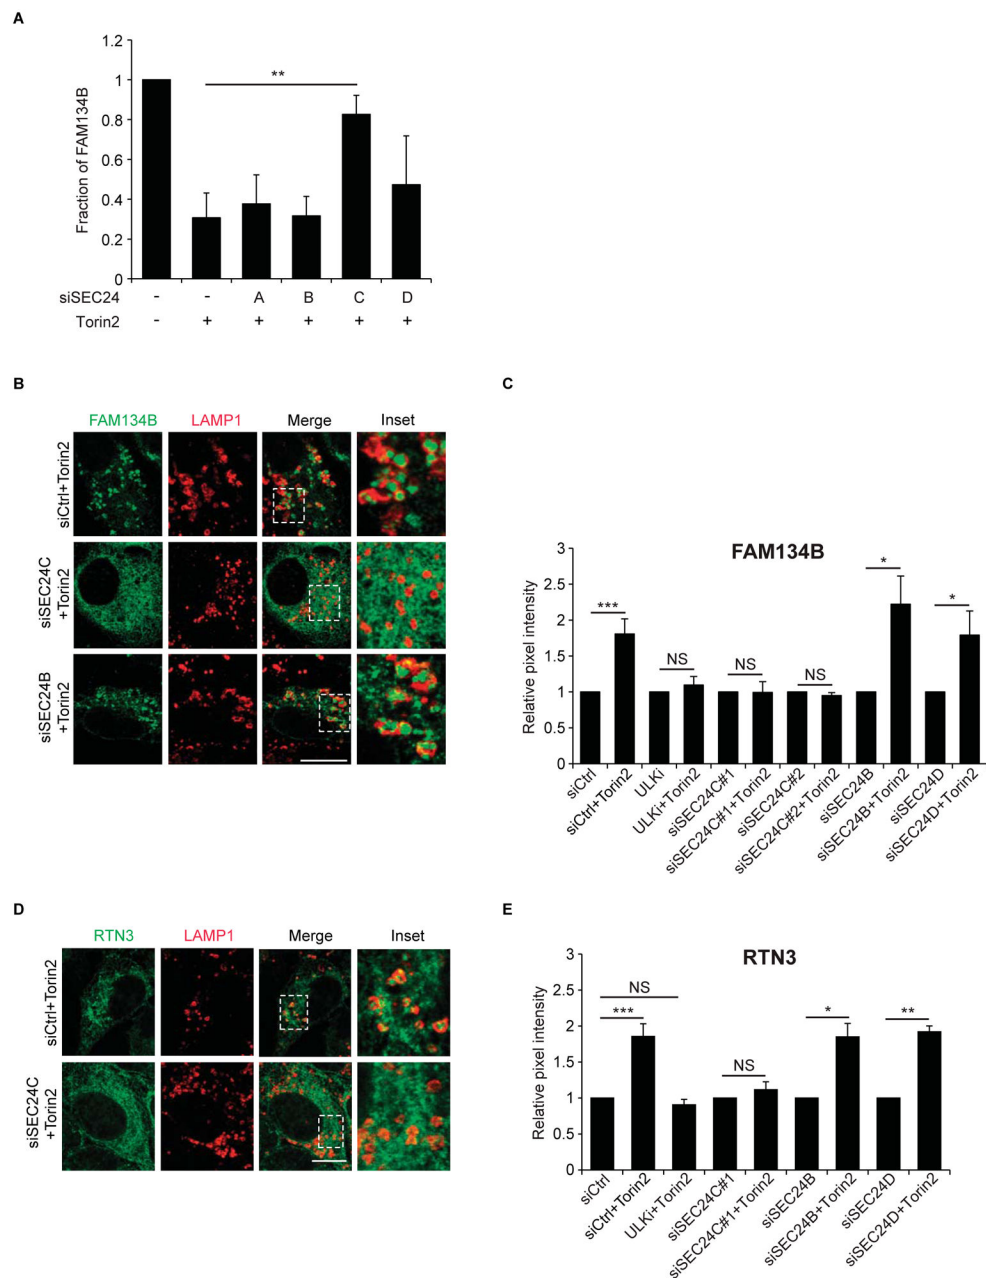 A
1.2
1
0.8
0.6
0.4
0.2
0
Fraction of FAM134B
**
siSEC24 - - A B C D
Torin2 - + + + + +
B
FAM134B LAMP1 Merge Inset
siCtrl+Torin2
siSEC24C
+Torin2
siSEC24B
+Torin2
C
FAM134B
3
2.5
2
1.5
1
0.5
0
Relative pixel intensity
*** NS NS NS * *
siCtrl
siCtrl+Torin2
ULKi
ULKi+Torin2
siSEC24C#1
siSEC24C#1+Torin2
siSEC24C#2
siSEC24C#2+Torin2
siSEC24B
siSEC24B+Torin2
siSEC24D
siSEC24D+Torin2
D
RTN3 LAMP1 Merge Inset
siCtrl+Torin2
siSEC24C
+Torin2
E
RTN3
3
2.5
2
1.5
1
0.5
0
Relative pixel intensity
NS
*** NS * **
siCtrl
siCtrl+Torin2
ULKi+Torin2
siSEC24C#1
siSEC24C#1+Torin2
siSEC24B
siSEC24B+Torin2
siSEC24D
siSEC24D+Torin2